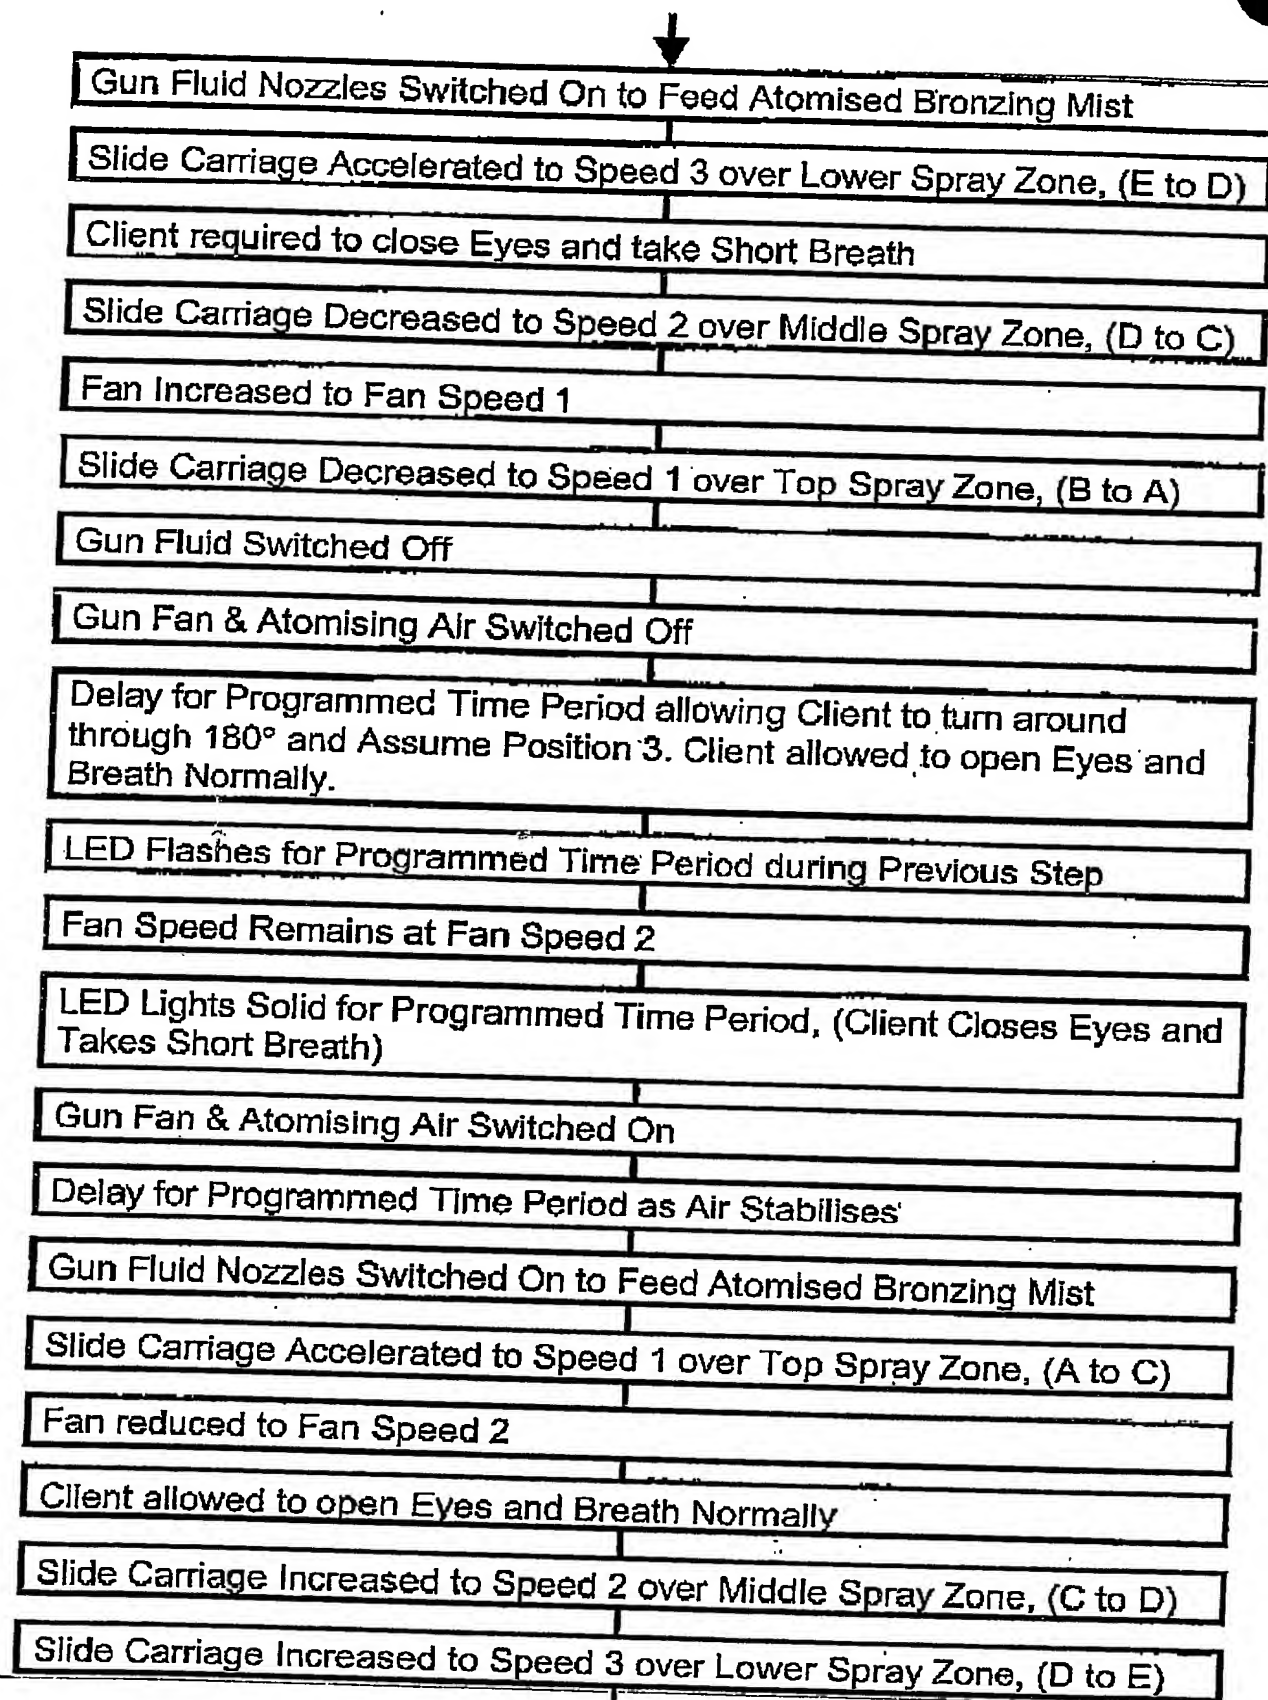 Gun Fluid Nozzles Switched On to Feed Atomised Bronzing Mist
Slide Carriage Accelerated to Speed 3 over Lower Spray Zone, (E to D)
Client required to close Eyes and take Short Breath
Slide Carriage Decreased to Speed 2 over Middle Spray Zone, (D to C)
Fan Increased to Fan Speed 1
Slide Carriage Decreased to Speed 1 over Top Spray Zone, (B to A)
Gun Fluid Switched Off
Gun Fan & Atomising Air Switched Off
Delay for Programmed Time Period allowing Client to turn around
through 180° and Assume Position 3. Client allowed to open Eyes and
Breath Normally.
LED Flashes for Programmed Time Period during Previous Step
Fan Speed Remains at Fan Speed 2
LED Lights Solid for Programmed Time Period, (Client Closes Eyes and
Takes Short Breath)
Gun Fan & Atomising Air Switched On
Delay for Programmed Time Period as Air Stabilises
Gun Fluid Nozzles Switched On to Feed Atomised Bronzing Mist
Slide Carriage Accelerated to Speed 1 over Top Spray Zone, (A to C)
Fan reduced to Fan Speed 2
Client allowed to open Eyes and Breath Normally
Slide Carriage Increased to Speed 2 over Middle Spray Zone, (C to D)
Slide Carriage Increased to Speed 3 over Lower Spray Zone, (D to E)